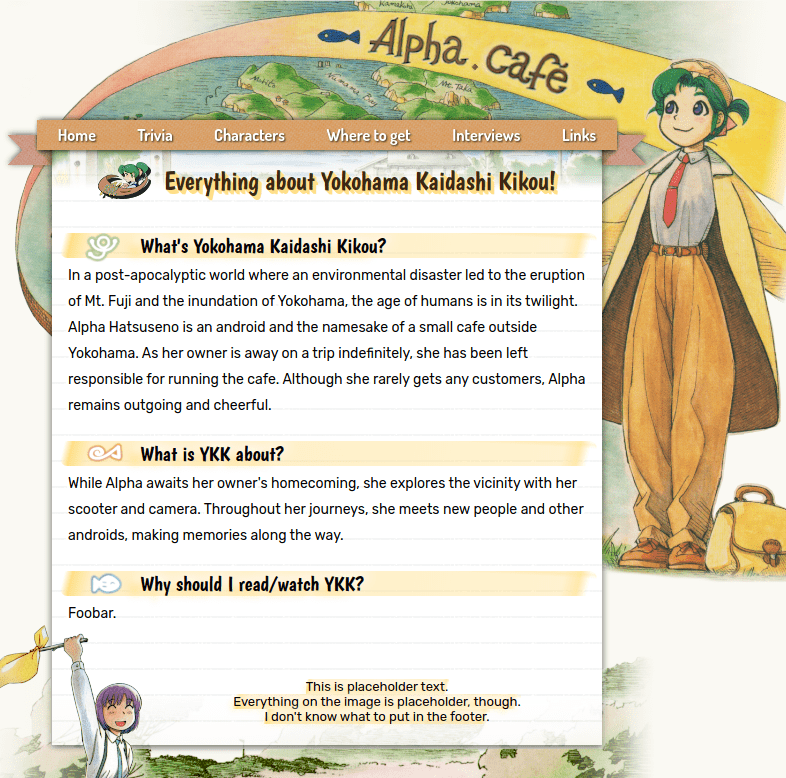 Kamakura
Yokohama
Alpha.café
Makita
Mt. Taka
Home
Trivia
Characters
Where to get
Interviews
Links
Everything about Yokohama Kaidashi Kikou!
What's Yokohama Kaidashi Kikou?
In a post-apocalyptic world where an environmental disaster led to the eruption
of Mt. Fuji and the inundation of Yokohama, the age of humans is in its twilight.
Alpha Hatsuseno is an android and the namesake of a small cafe outside
Yokohama. As her owner is away on a trip indefinitely, she has been left
responsible for running the cafe. Although she rarely gets any customers, Alpha
remains outgoing and cheerful.
What is YKK about?
While Alpha awaits her owner's homecoming, she explores the vicinity with her
scooter and camera. Throughout her journeys, she meets new people and other
androids, making memories along the way.
Why should I read/watch YKK?
Foobar.
This is placeholder text.
Everything on the image is placeholder, though.
I don't know what to put in the footer.